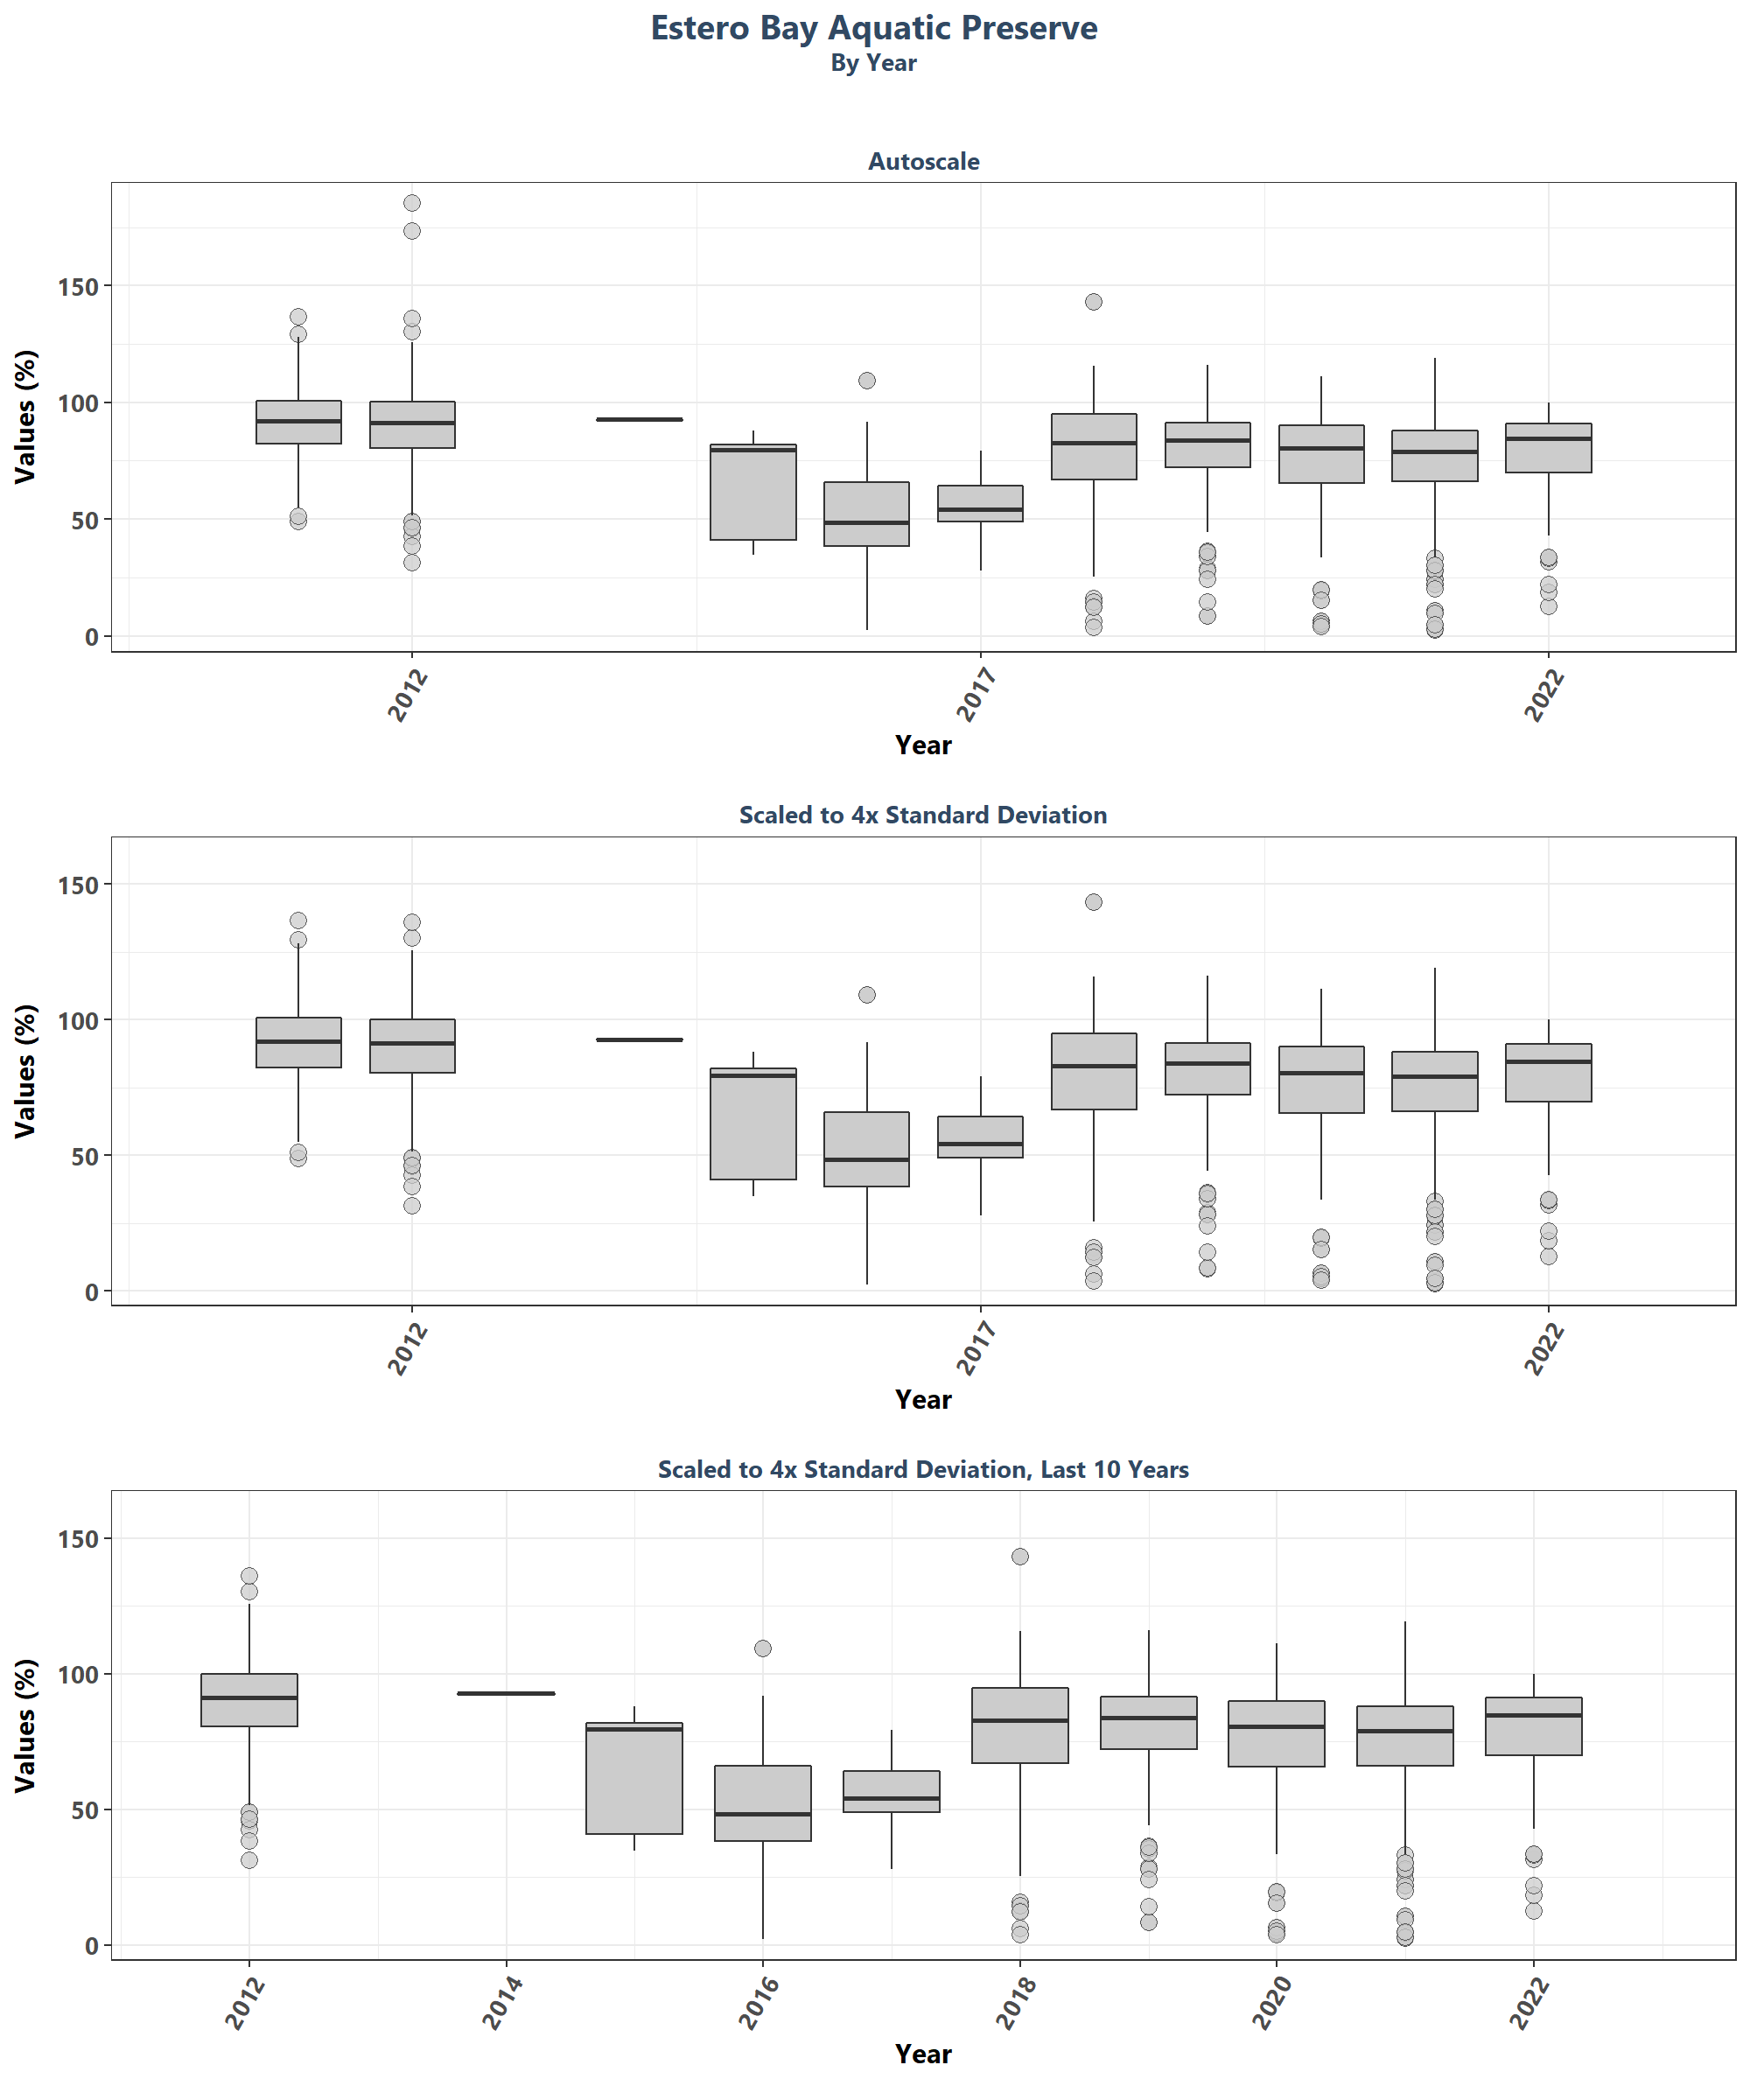 Estero Bay Aquatic Preserve
By Year
Autoscale
Values (%)
150
100
50
0
2012 2017 2022
Year
Scaled to 4x Standard Deviation
Values (%)
150
100
50
0
2012 2017 2022
Year
Scaled to 4x Standard Deviation, Last 10 Years
Values (%)
150
100
50
0
2012 2014 2016 2018 2020 2022
Year